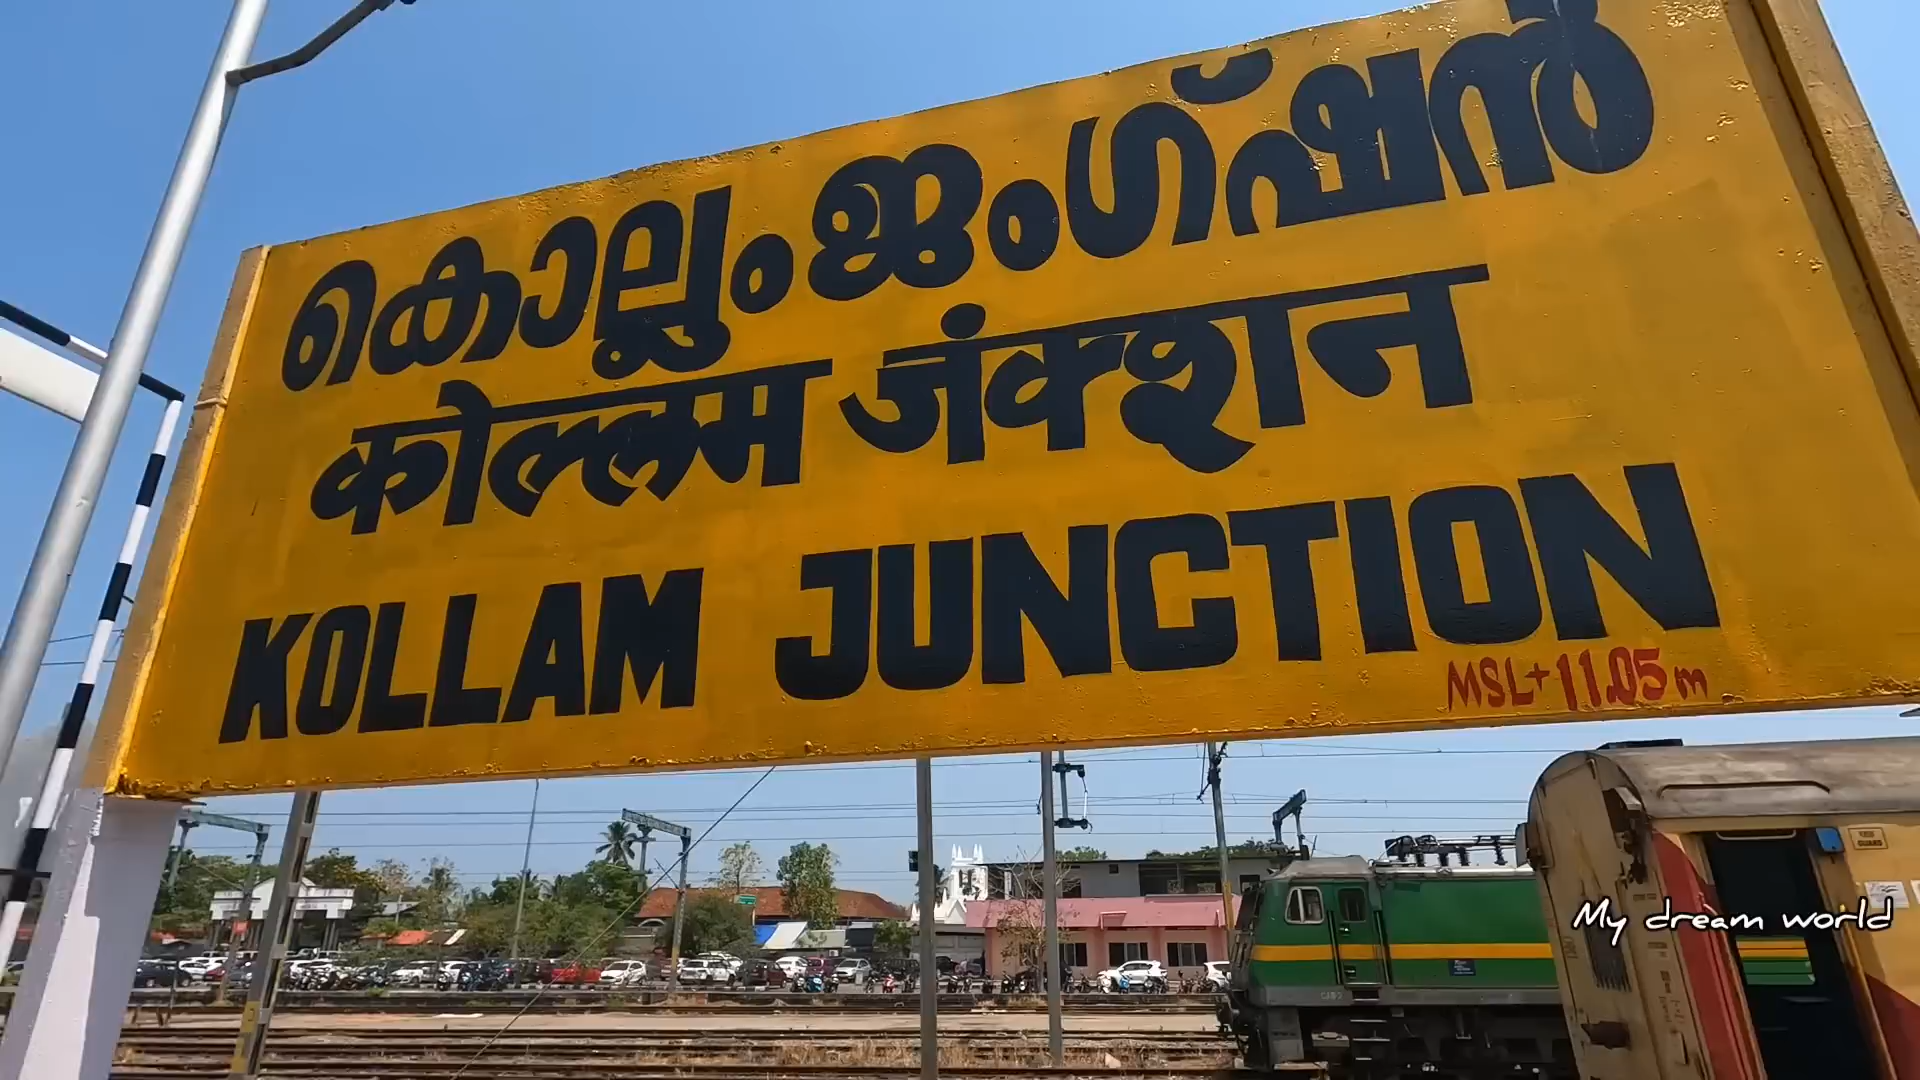 കൊല്ലം ജംഗ്ഷൻ
कोल्लम जंक्शन
KOLLAM JUNCTION
MSL+11.05 m
My dream world